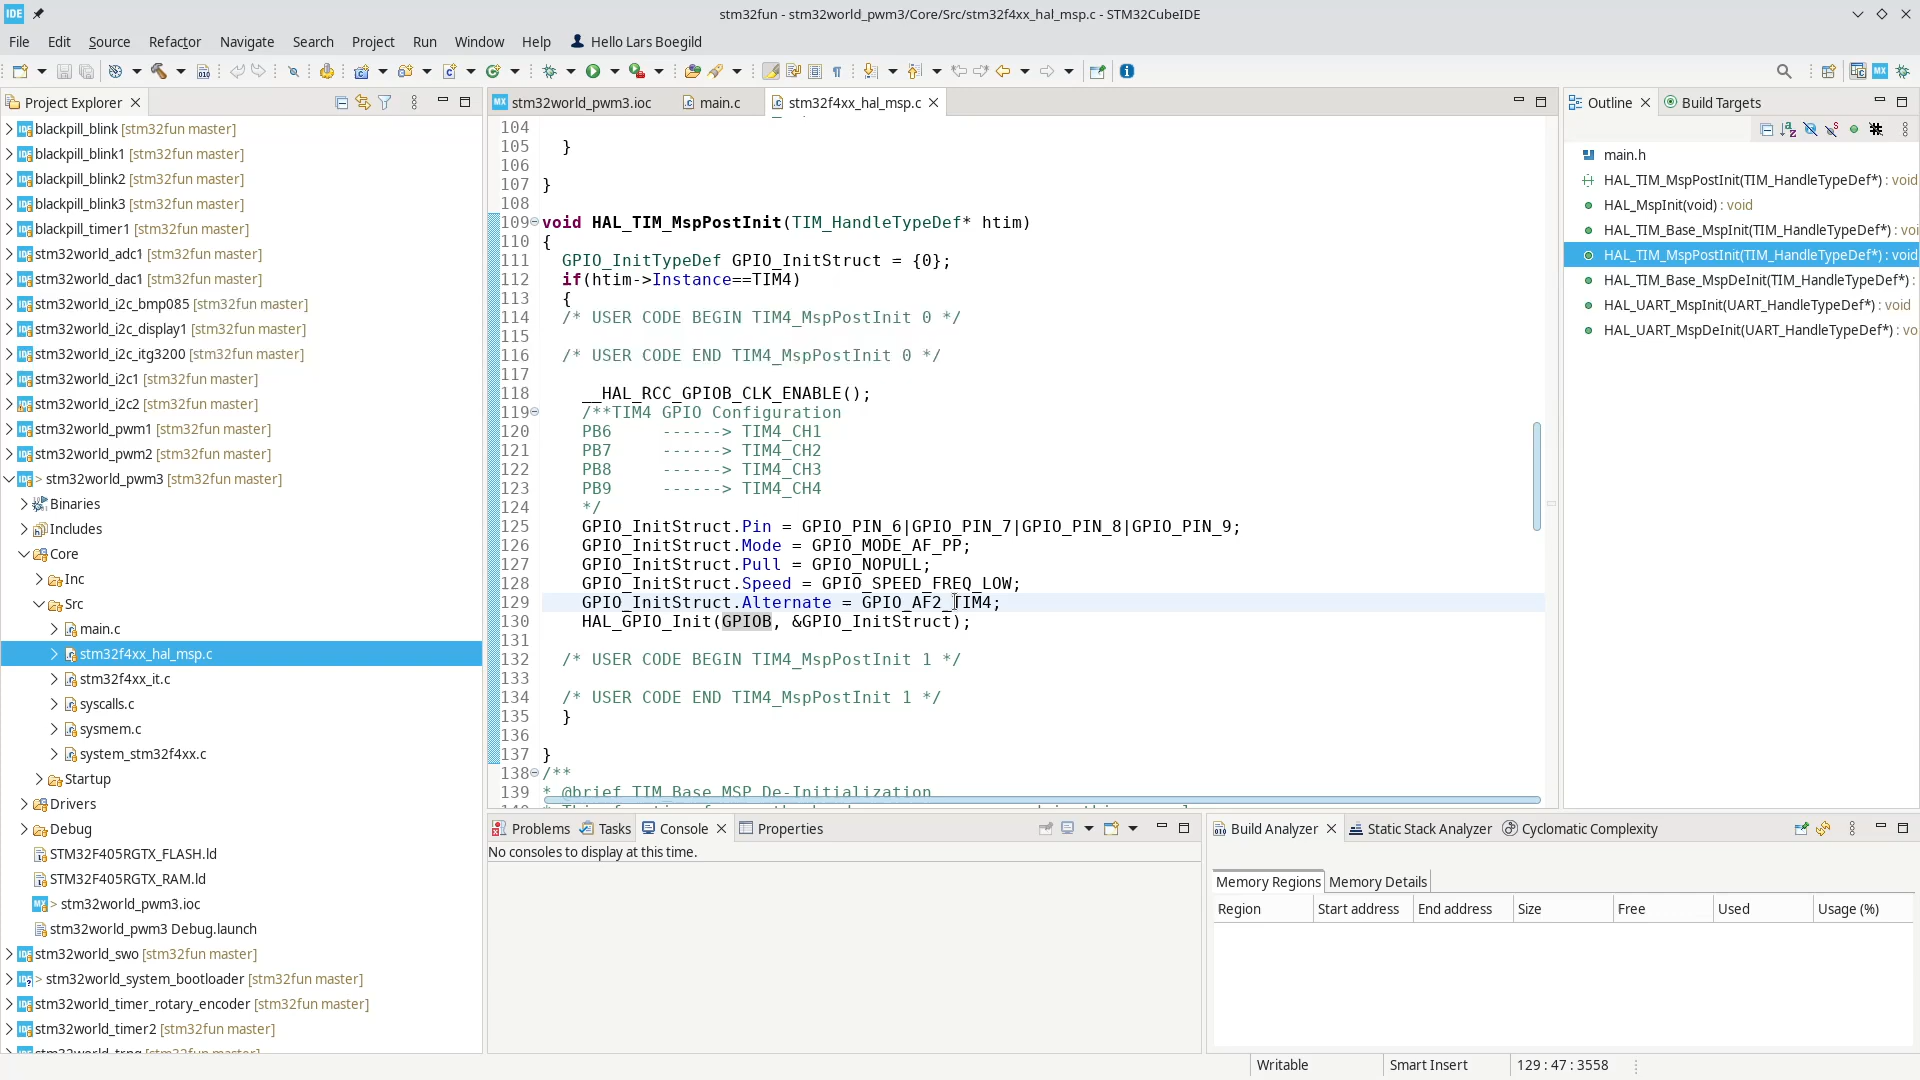 IDE
stm32fun - stm32world_pwm3/Core/Src/stm32f4xx_hal_msp.c - STM32CubeIDE
File Edit Source Refactor Navigate Search Project Run Window Help Hello Lars Boegild
Project Explorer
blackpill_blink [stm32fun master]
blackpill_blink1 [stm32fun master]
blackpill_blink2 [stm32fun master]
blackpill_blink3 [stm32fun master]
blackpill_timer1 [stm32fun master]
stm32world_adc1 [stm32fun master]
stm32world_dac1 [stm32fun master]
stm32world_i2c_bmp085 [stm32fun master]
stm32world_i2c_display1 [stm32fun master]
stm32world_i2c_itg3200 [stm32fun master]
stm32world_i2c1 [stm32fun master]
stm32world_i2c2 [stm32fun master]
stm32world_pwm1 [stm32fun master]
stm32world_pwm2 [stm32fun master]
> stm32world_pwm3 [stm32fun master]
Binaries
Includes
Core
Inc
Src
main.c
stm32f4xx_hal_msp.c
stm32f4xx_it.c
syscalls.c
sysmem.c
system_stm32f4xx.c
Startup
Drivers
Debug
STM32F405RGTX_FLASH.ld
STM32F405RGTX_RAM.ld
> stm32world_pwm3.ioc
stm32world_pwm3 Debug.launch
stm32world_swo [stm32fun master]
> stm32world_system_bootloader [stm32fun master]
stm32world_timer_rotary_encoder [stm32fun master]
stm32world_timer2 [stm32fun master]
stm32world_trng [stm32fun master]
MX stm32world_pwm3.ioc main.c stm32f4xx_hal_msp.c
104
105 }
106
107 }
108
109 void HAL_TIM_MspPostInit(TIM_HandleTypeDef* htim)
110 {
111 GPIO_InitTypeDef GPIO_InitStruct = {0};
112 if(htim->Instance==TIM4)
113 {
114 /* USER CODE BEGIN TIM4_MspPostInit 0 */
115
116 /* USER CODE END TIM4_MspPostInit 0 */
117
118 __HAL_RCC_GPIOB_CLK_ENABLE();
119 /**TIM4 GPIO Configuration
120 PB6 ------> TIM4_CH1
121 PB7 ------> TIM4_CH2
122 PB8 ------> TIM4_CH3
123 PB9 ------> TIM4_CH4
124 */
125 GPIO_InitStruct.Pin = GPIO_PIN_6|GPIO_PIN_7|GPIO_PIN_8|GPIO_PIN_9;
126 GPIO_InitStruct.Mode = GPIO_MODE_AF_PP;
127 GPIO_InitStruct.Pull = GPIO_NOPULL;
128 GPIO_InitStruct.Speed = GPIO_SPEED_FREQ_LOW;
129 GPIO_InitStruct.Alternate = GPIO_AF2_TIM4;
130 HAL_GPIO_Init(GPIOB, &GPIO_InitStruct);
131
132 /* USER CODE BEGIN TIM4_MspPostInit 1 */
133
134 /* USER CODE END TIM4_MspPostInit 1 */
135 }
136
137 }
138 /**
139 * @brief TIM_Base MSP De-Initialization
Outline Build Targets
main.h
HAL_TIM_MspPostInit(TIM_HandleTypeDef*) : void
HAL_MspInit(void) : void
HAL_TIM_Base_MspInit(TIM_HandleTypeDef*) : voi
HAL_TIM_MspPostInit(TIM_HandleTypeDef*) : void
HAL_TIM_Base_MspDeInit(TIM_HandleTypeDef*) :
HAL_UART_MspInit(UART_HandleTypeDef*) : void
HAL_UART_MspDeInit(UART_HandleTypeDef*) : vo
Problems Tasks Console Properties
No consoles to display at this time.
Build Analyzer Static Stack Analyzer Cyclomatic Complexity
Memory Regions Memory Details
Region Start address End address Size Free Used Usage (%)
Writable Smart Insert 129 : 47 : 3558